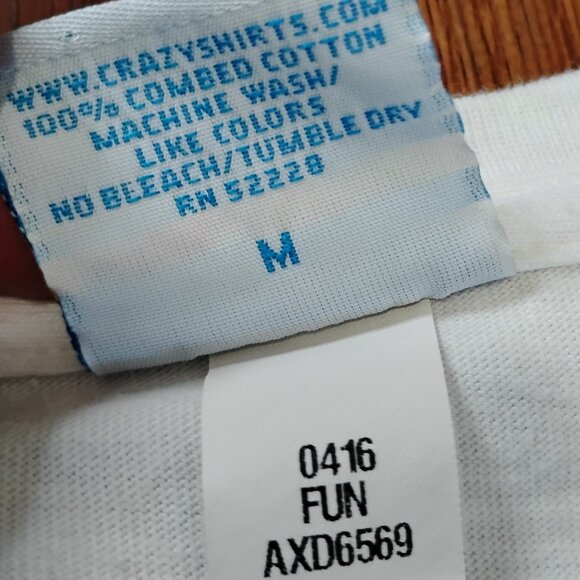 WWW.CRAZYSHIRTS.COM
100% COMBED COTTON
MACHINE WASH/
LIKE COLORS
NO BLEACH/TUMBLE DRY
RN 52228
M
0416
FUN
AXD6569